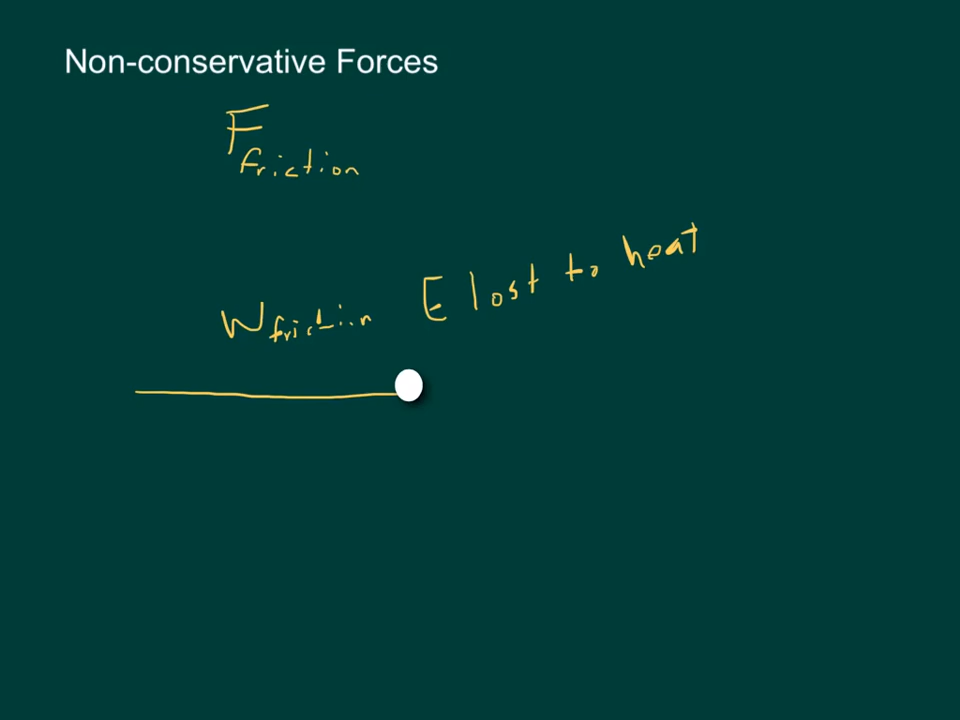 Non-conservative Forces
F friction
W friction E lost to heat